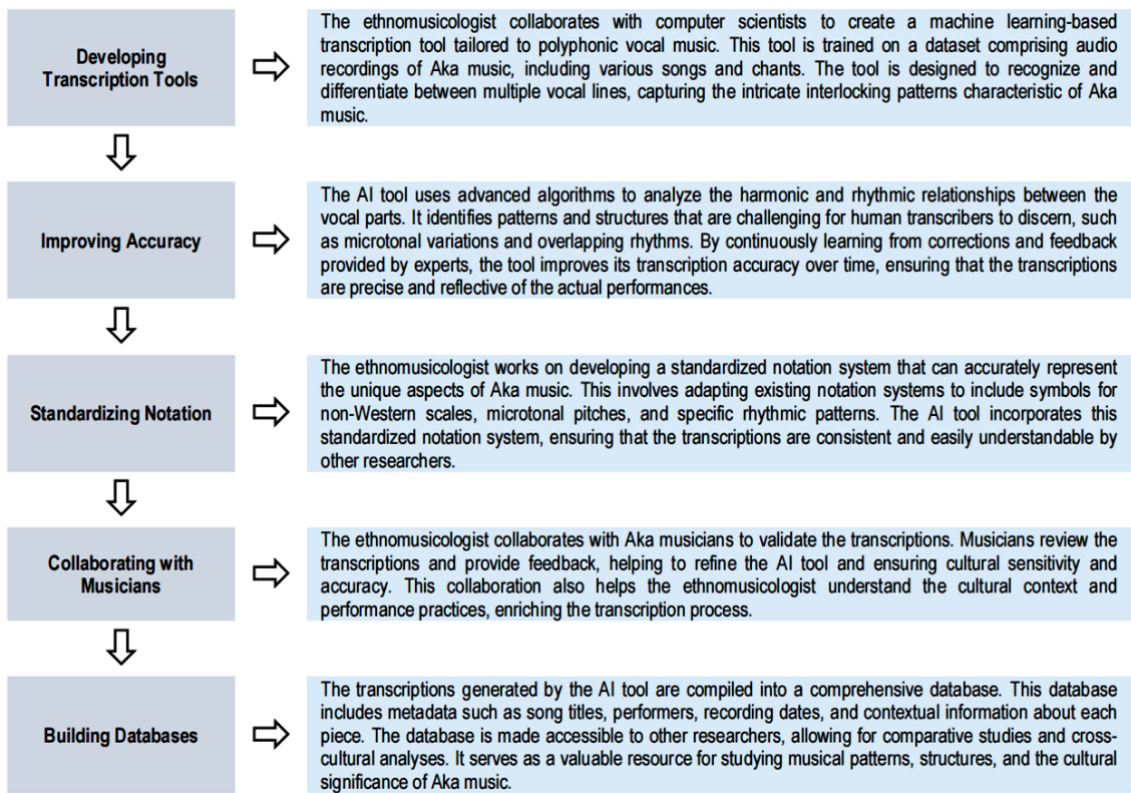 Developing
Transcription Tools
The ethnomusicologist collaborates with computer scientists to create a machine learning-based
transcription tool tailored to polyphonic vocal music. This tool is trained on a dataset comprising
audio recordings of Aka music, including various songs and chants. The tool is designed to recognize and
differentiate between multiple vocal lines, capturing the intricate interlocking patterns characteristic of Aka
music.
Improving Accuracy
The AI tool uses advanced algorithms to analyze the harmonic and rhythmic relationships between the
vocal parts. It identifies patterns and structures that are challenging for human transcribers to discern, such
as microtonal variations and overlapping rhythms. By continuously learning from corrections and feedback
provided by experts, the tool improves its transcription accuracy over time, ensuring that the transcriptions
are precise and reflective of the actual performances.
Standardizing Notation
The ethnomusicologist works on developing a standardized notation system that can accurately represent
the unique aspects of Aka music. This involves adapting existing notation systems to include symbols for
non-Western scales, microtonal pitches, and specific rhythmic patterns. The AI tool incorporates this
standardized notation system, ensuring that the transcriptions are consistent and easily understandable by
other researchers.
Collaborating with
Musicians
The ethnomusicologist collaborates with Aka musicians to validate the transcriptions. Musicians review the
transcriptions and provide feedback, helping to refine the AI tool and ensuring cultural sensitivity and
accuracy. This collaboration also helps the ethnomusicologist understand the cultural context and
performance practices, enriching the transcription process.
Building Databases
The transcriptions generated by the AI tool are compiled into a comprehensive database. This database
includes metadata such as song titles, performers, recording dates, and contextual information about each
piece. The database is made accessible to other researchers, allowing for comparative studies and cross-
cultural analyses. It serves as a valuable resource for studying musical patterns, structures, and the cultural
significance of Aka music.